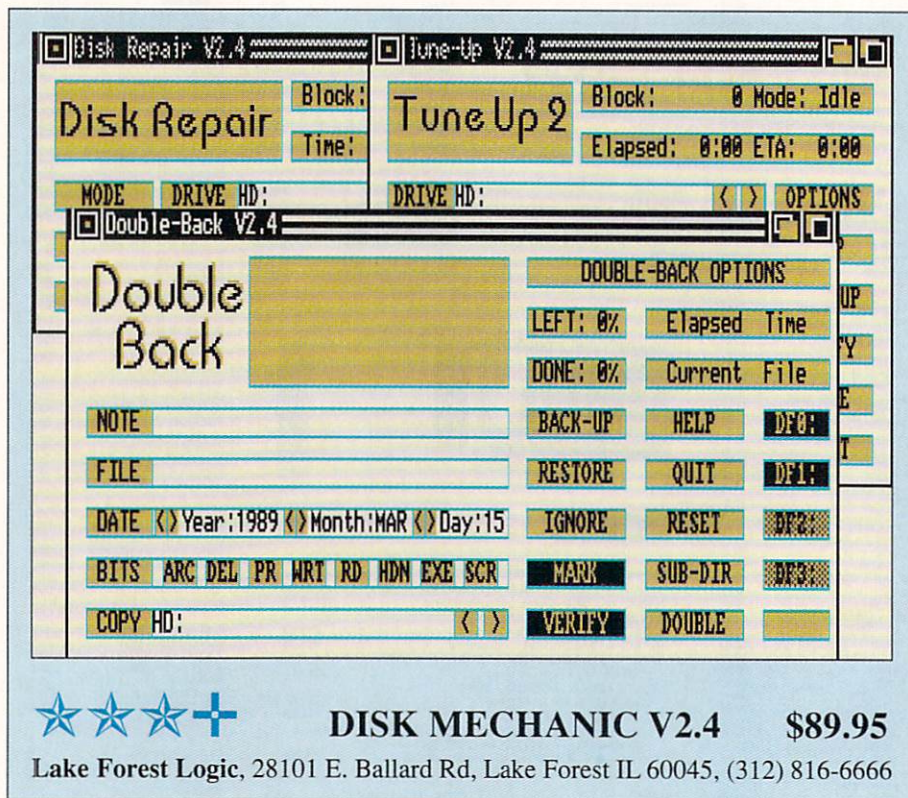 Disk Repair V2.4
Tune-Up V2.4
Disk Repair
Block:
Time:
TuneUp 2
Block: 0 Mode: Idle
Elapsed: 0:00 ETA: 0:00
MODE DRIVE HD:
DRIVE HD: < > OPTIONS
Double-Back V2.4
Double
Back
DOUBLE-BACK OPTIONS
LEFT: 0% Elapsed Time
DONE: 0% Current File
NOTE
BACK-UP HELP DF0:
FILE
RESTORE QUIT DF1:
DATE <> Year:1989 <> Month:MAR <> Day:15
IGNORE RESET DF2:
BITS ARC DEL PR WRT RD HDN EXE SCR
MARK SUB-DIR DF3:
COPY HD: < >
VERIFY DOUBLE
UP
DISK MECHANIC V2.4 $89.95
Lake Forest Logic, 28101 E. Ballard Rd, Lake Forest IL 60045, (312) 816-6666